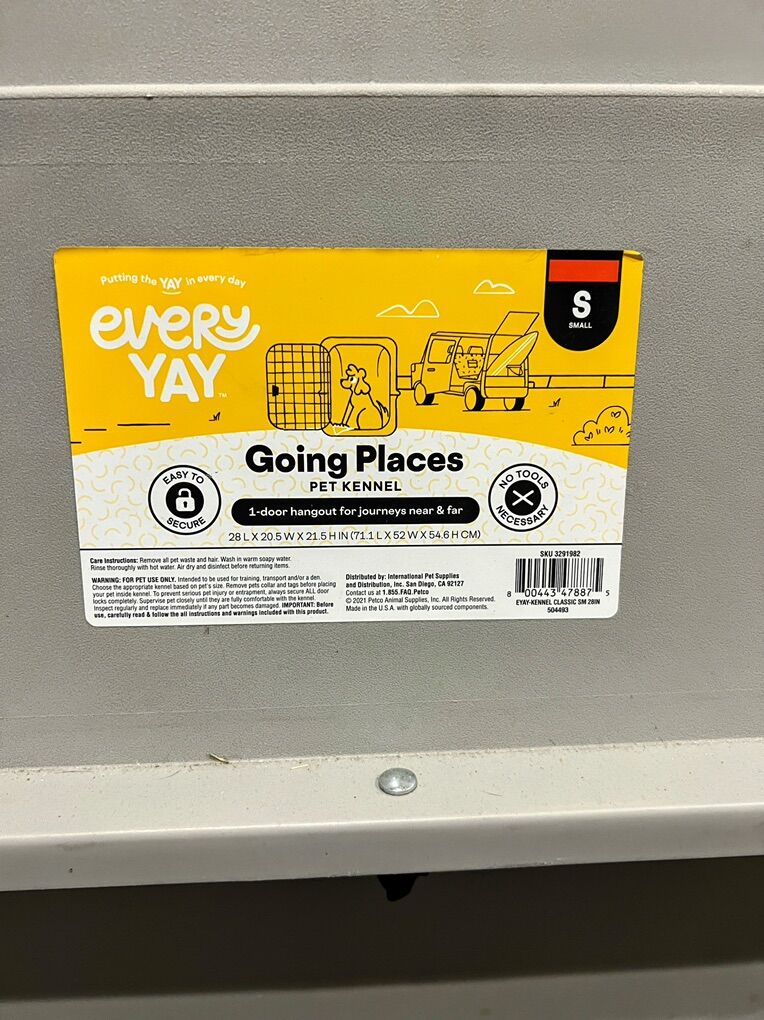 Putting the YAY in every day
every
YAY™
S
SMALL
Going Places
PET KENNEL
EASY TO
SECURE
1-door hangout for journeys near & far
NO TOOLS
NECESSARY
28 L X 20.5 W X 21.5 H IN (71.1 L X 52 W X 54.6 H CM)
Care Instructions: Remove all pet waste and hair. Wash in warm soapy water.
Rinse thoroughly with hot water. Air dry and disinfect before returning items.
WARNING: FOR PET USE ONLY. Intended to be used for training, transport and/or a den.
Choose the appropriate kennel based on pet's size. Remove pets collar and tags before placing
your pet inside kennel. To prevent serious pet injury or entrapment, always secure ALL door
locks completely. Supervise pet closely until they are fully comfortable with the kennel.
Inspect regularly and replace immediately if any part becomes damaged. IMPORTANT: Before
use, carefully read & follow the all instructions and warnings included with this product.
Distributed by: International Pet Supplies
and Distribution, Inc. San Diego, CA 92127
Contact us at 1.855.FAQ.Petco
© 2021 Petco Animal Supplies, Inc. All Rights Reserved.
Made in the U.S.A. with globally sourced components.
SKU 3291982
8 00443 47887 5
EYAY-KENNEL CLASSIC SM 28IN
504493